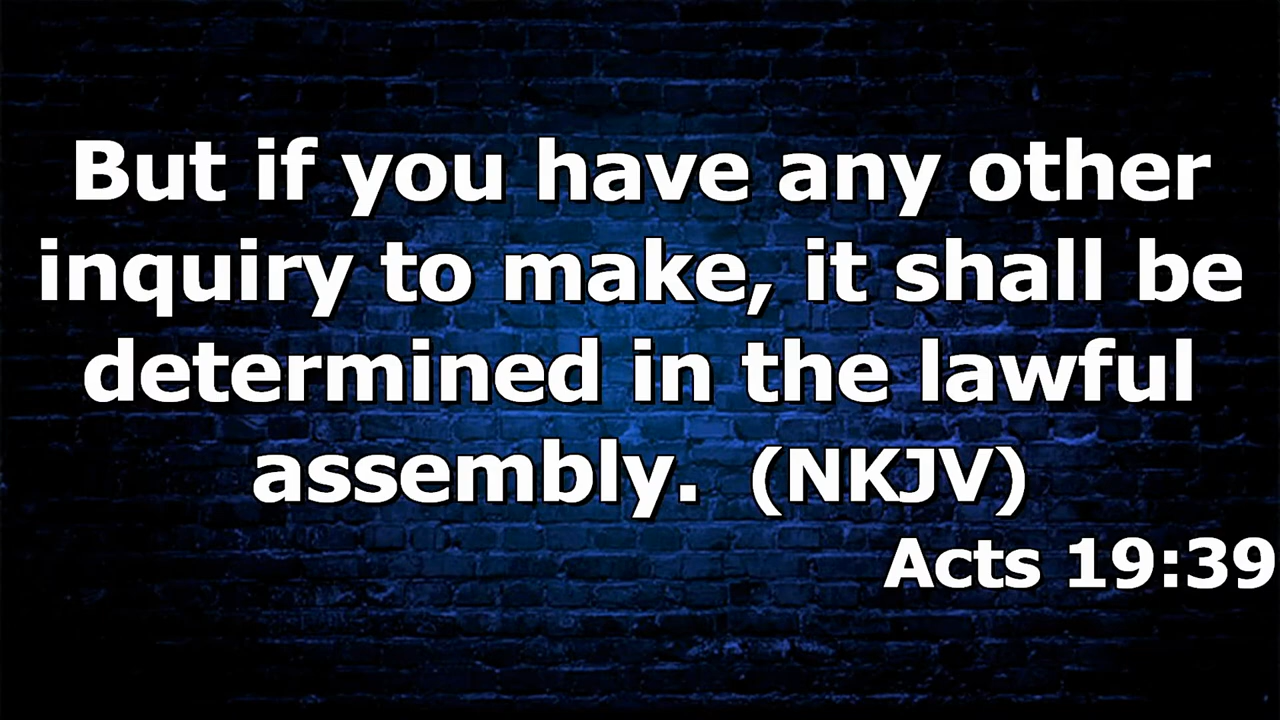 But if you have any other
inquiry to make, it shall be
determined in the lawful
assembly. (NKJV)
Acts 19:39